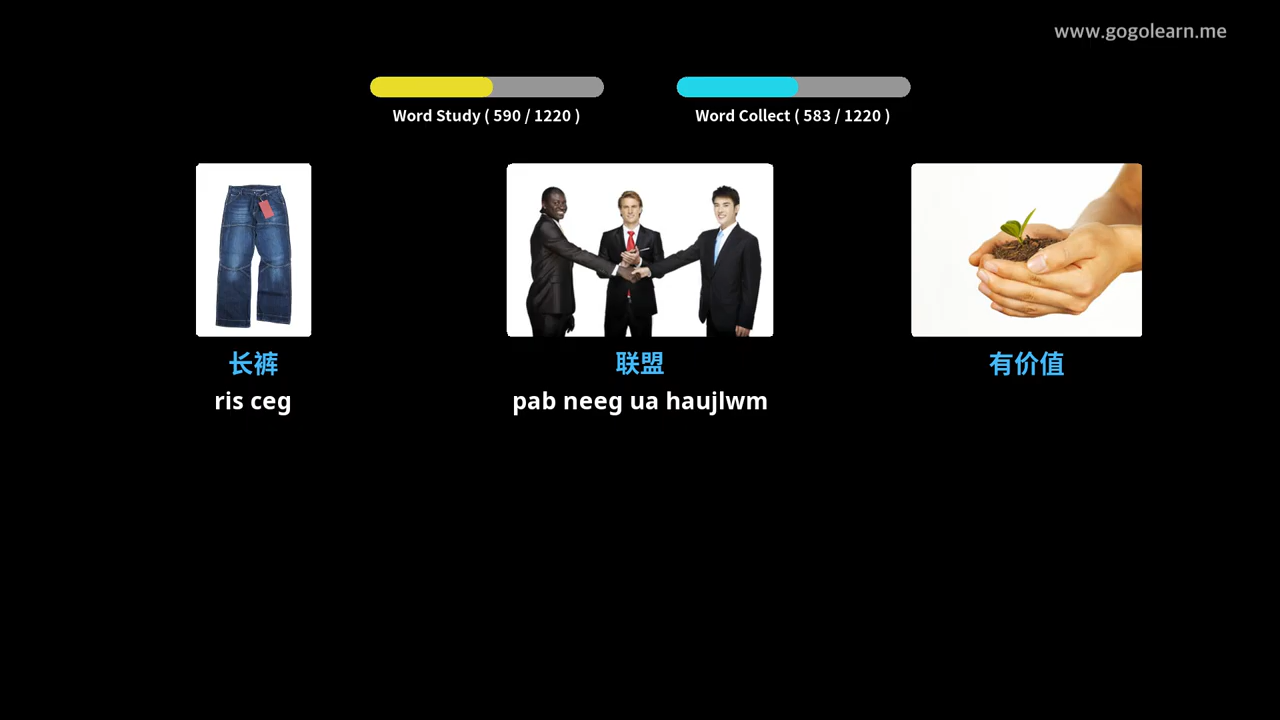 www.gogolearn.me
Word Study ( 590 / 1220 )
Word Collect ( 583 / 1220 )
长裤
ris ceg
联盟
pab neeg ua haujlwm
有价值